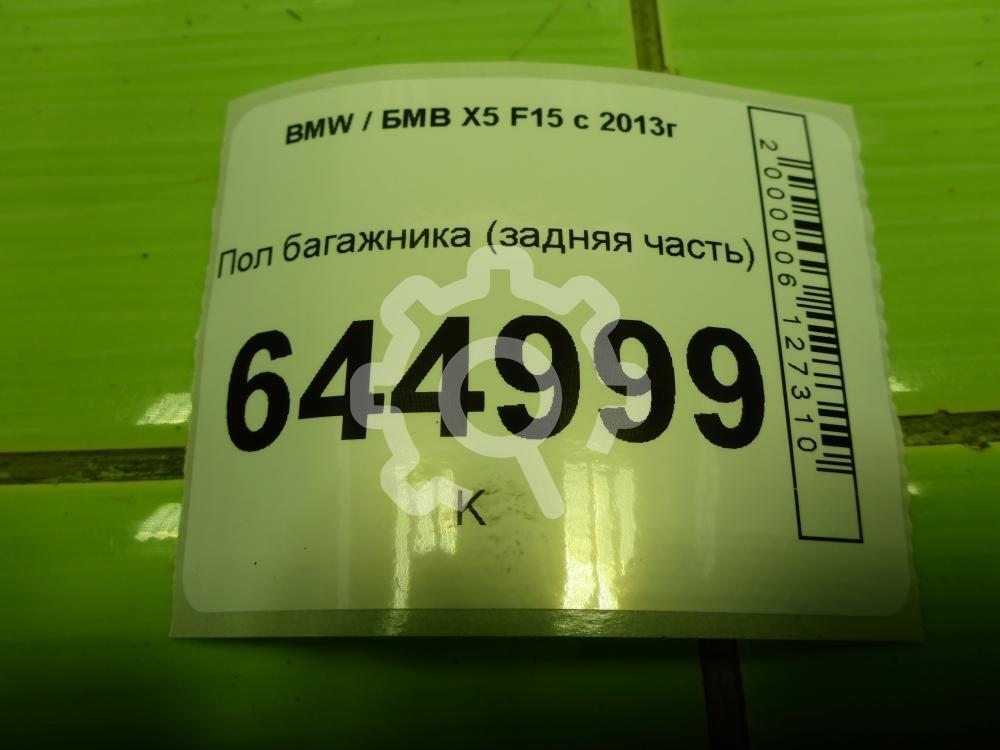 BMW / БМВ X5 F15 с 2013г
Пол багажника (задняя часть)
644999
К
2000006127310